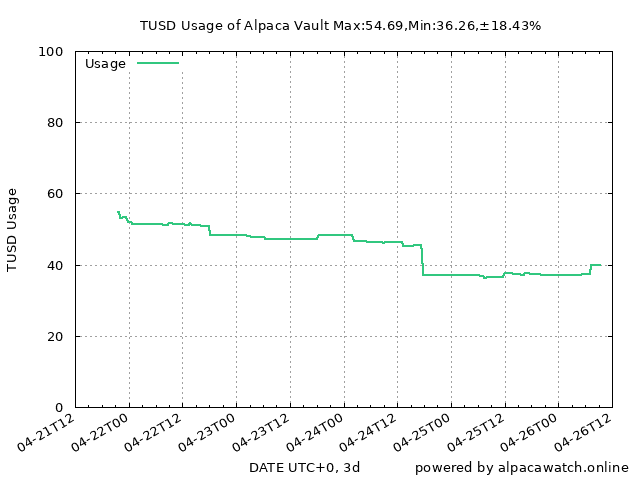 TUSD Usage of Alpaca Vault Max:54.69,Min:36.26,±18.43%
Usage
100
80
60
40
20
0
TUSD Usage
04-21T12
04-22T00
04-22T12
04-23T00
04-23T12
04-24T00
04-24T12
04-25T00
04-25T12
04-26T00
04-26T12
DATE UTC+0, 3d
powered by alpacawatch.online